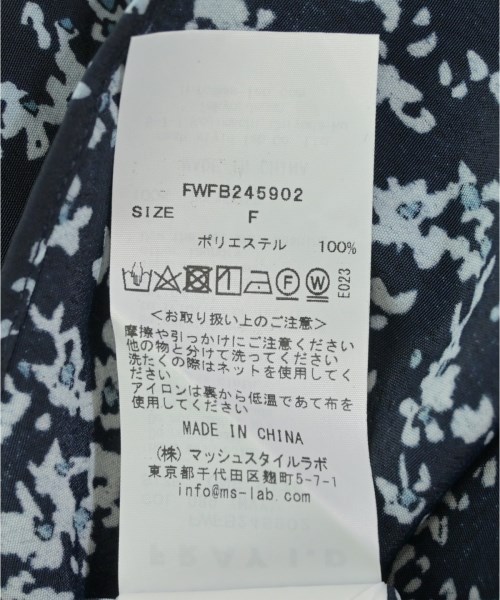 FWFB245902
SIZE F
ポリエステル 100%
E023
＜お取り扱い上のご注意＞
摩擦や引っかけにご注意ください
他の物と分けて洗ってください
洗たくの際はネットを使用してく
ださい
アイロンは裏から低温であて布を
使用してください
MADE IN CHINA
(株) マッシュスタイルラボ
東京都千代田区麹町5-7-1
info@ms-lab.com